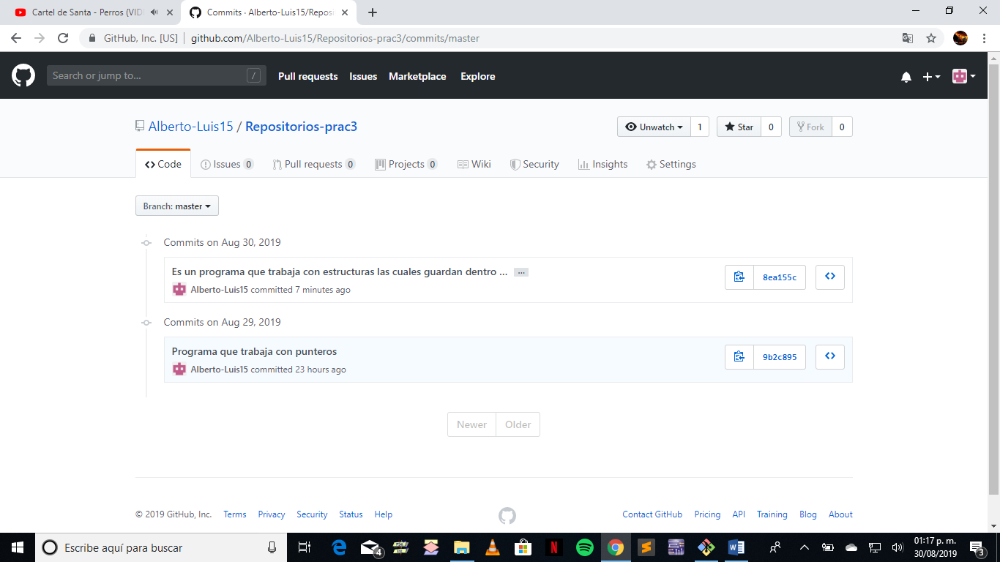 Cartel de Santa - Perros (VID
Commits · Alberto-Luis15/Reposi
GitHub, Inc. [US]
github.com/Alberto-Luis15/Repositorios-prac3/commits/master
Search or jump to...
/
Pull requests
Issues
Marketplace
Explore
Alberto-Luis15 / Repositorios-prac3
Unwatch
1
Star
0
Fork
0
Code
Issues 0
Pull requests 0
Projects 0
Wiki
Security
Insights
Settings
Branch: master
Commits on Aug 30, 2019
Es un programa que trabaja con estructuras las cuales guardan dentro ...
...
Alberto-Luis15 committed 7 minutes ago
8ea155c
Commits on Aug 29, 2019
Programa que trabaja con punteros
Alberto-Luis15 committed 23 hours ago
9b2c895
Newer
Older
© 2019 GitHub, Inc.
Terms
Privacy
Security
Status
Help
Contact GitHub
Pricing
API
Training
Blog
About
Escribe aquí para buscar
4
01:17 p. m.
30/08/2019
3